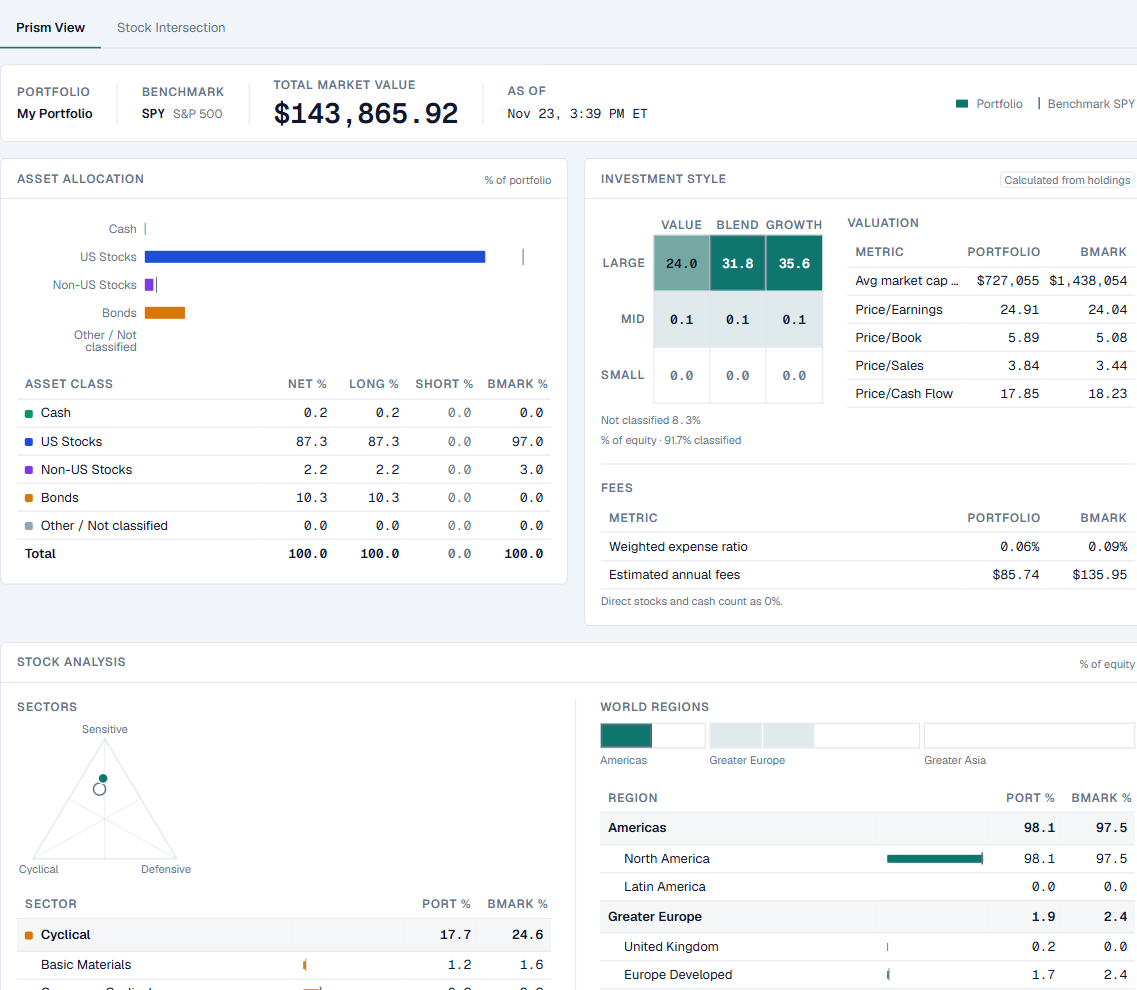 Prism View Stock Intersection
PORTFOLIO
My Portfolio
BENCHMARK
SPY S&P 500
TOTAL MARKET VALUE
$143,865.92
AS OF
Nov 23, 3:39 PM ET
Portfolio Benchmark SPY
ASSET ALLOCATION % of portfolio
Cash
US Stocks
Non-US Stocks
Bonds
Other / Not
classified
ASSET CLASS NET % LONG % SHORT % BMARK %
Cash 0.2 0.2 0.0 0.0
US Stocks 87.3 87.3 0.0 97.0
Non-US Stocks 2.2 2.2 0.0 3.0
Bonds 10.3 10.3 0.0 0.0
Other / Not classified 0.0 0.0 0.0 0.0
Total 100.0 100.0 0.0 100.0
INVESTMENT STYLE Calculated from holdings
VALUE BLEND GROWTH
LARGE 24.0 31.8 35.6
MID 0.1 0.1 0.1
SMALL 0.0 0.0 0.0
Not classified 8.3%
% of equity · 91.7% classified
VALUATION
METRIC PORTFOLIO BMARK
Avg market cap … $727,055 $1,438,054
Price/Earnings 24.91 24.04
Price/Book 5.89 5.08
Price/Sales 3.84 3.44
Price/Cash Flow 17.85 18.23
FEES
METRIC PORTFOLIO BMARK
Weighted expense ratio 0.06% 0.09%
Estimated annual fees $85.74 $135.95
Direct stocks and cash count as 0%.
STOCK ANALYSIS % of equity
SECTORS
Sensitive
Cyclical Defensive
SECTOR PORT % BMARK %
Cyclical 17.7 24.6
Basic Materials 1.2 1.6
WORLD REGIONS
Americas Greater Europe Greater Asia
REGION PORT % BMARK %
Americas 98.1 97.5
North America 98.1 97.5
Latin America 0.0 0.0
Greater Europe 1.9 2.4
United Kingdom 0.2 0.0
Europe Developed 1.7 2.4